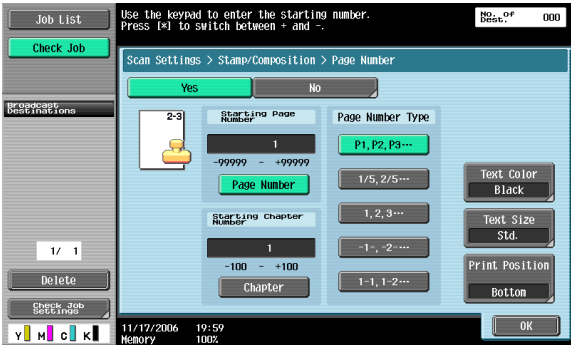 Job List
Use the keypad to enter the starting number.
Press [*] to switch between + and -.
No. of Dest. 000
Check Job
Scan Settings > Stamp/Composition > Page Number
Yes
No
Broadcast
Destinations
2-3
Starting Page
Number
1
-99999 - +99999
Page Number
Starting Chapter
Number
1
-100 - +100
Chapter
Page Number Type
P1,P2,P3···
1/5, 2/5···
1, 2, 3···
-1-, -2-···
1-1, 1-2···
Text Color
Black
Text Size
Std.
Print Position
Bottom
1/ 1
Delete
Check Job
Settings
Y M C K
11/17/2006 19:59
Memory 100%
OK